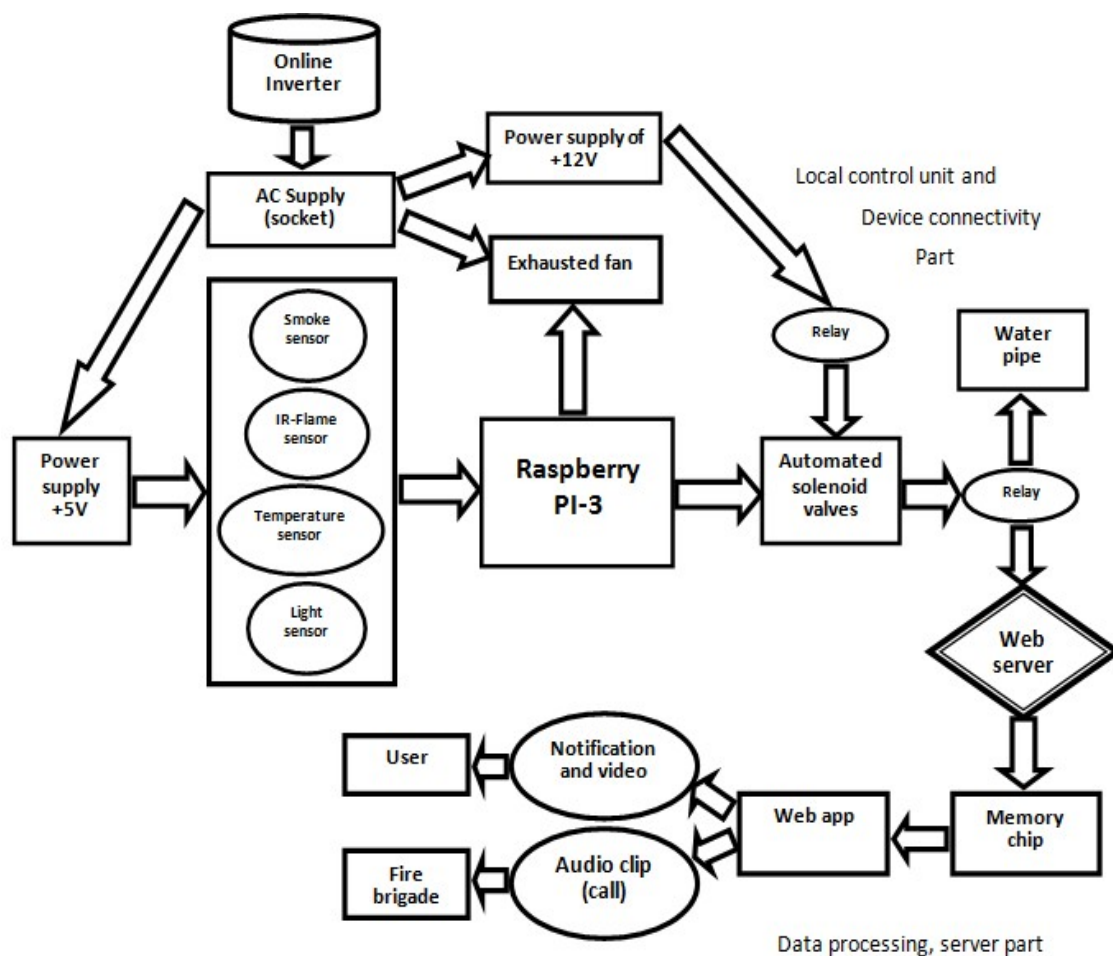 Online
Inverter
Power supply of
+12V
AC Supply
(socket)
Local control unit and
Device connectivity
Part
Exhausted fan
Smoke
sensor
Relay
Water
pipe
IR-Flame
sensor
Power
supply
+5V
Raspberry
PI-3
Automated
solenoid
valves
Relay
Temperature
sensor
Light
sensor
Web
server
User
Notification
and video
Web app
Memory
chip
Fire
brigade
Audio clip
(call)
Data processing, server part